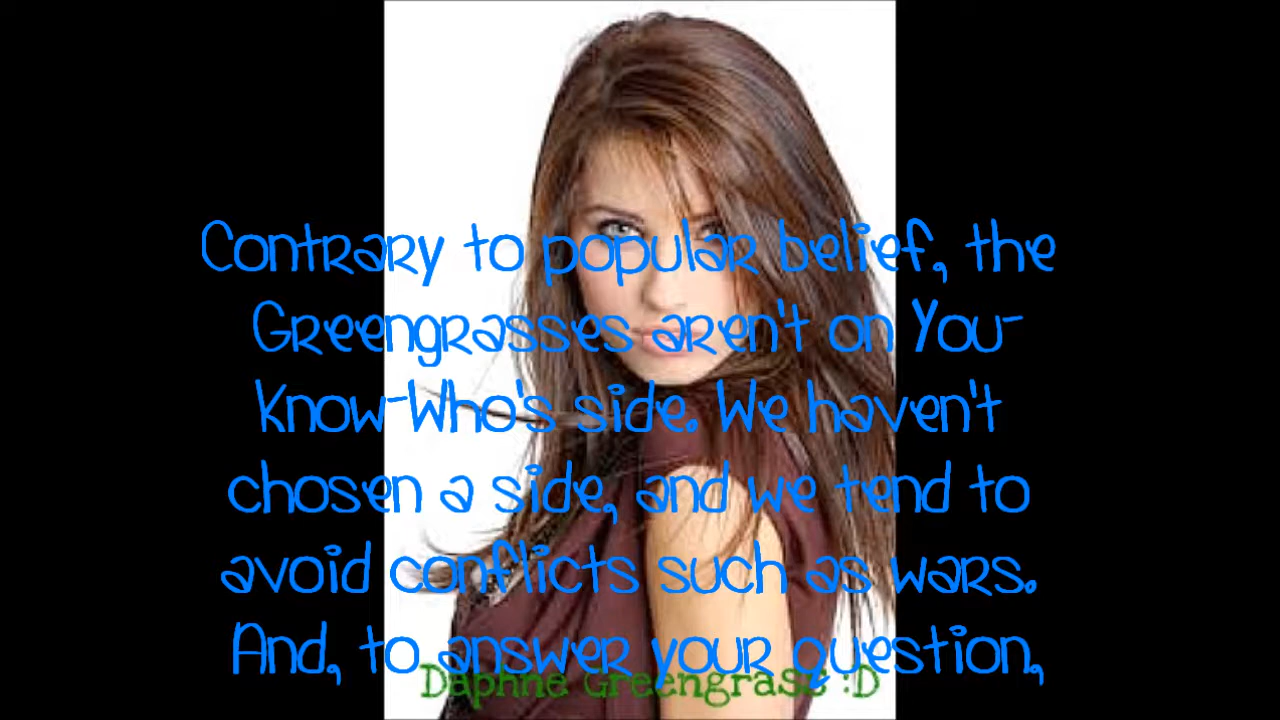 Contrary to popular belief, the
Greengrasses aren't on You-
Know-Who's side. We haven't
chosen a side, and we tend to
avoid conflicts such as wars.
And, to answer your question,
Daphne Greengrass :D